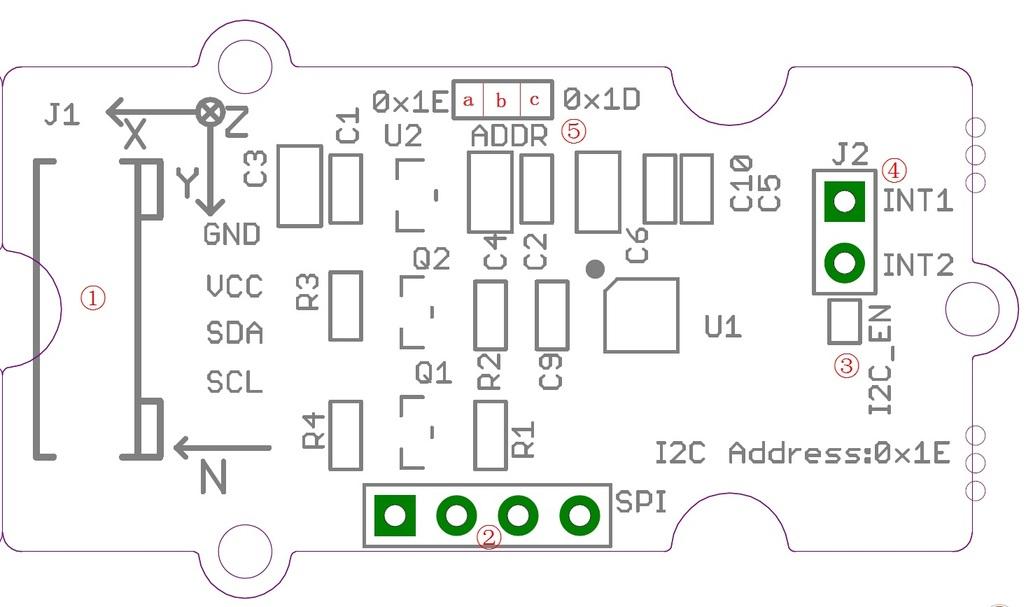 0x1E a b c 0x1D
J1 X Z C1 U2 ADDR ⑤
C3 Y C10 C5 J2 ④
INT1
GND
Q2 C4 C2 C6 INT2
① VCC R3 U1
SDA
SCL Q1 R2 C9 ③ I2C_EN
R4 R1
N I2C Address:0x1E
② SPI